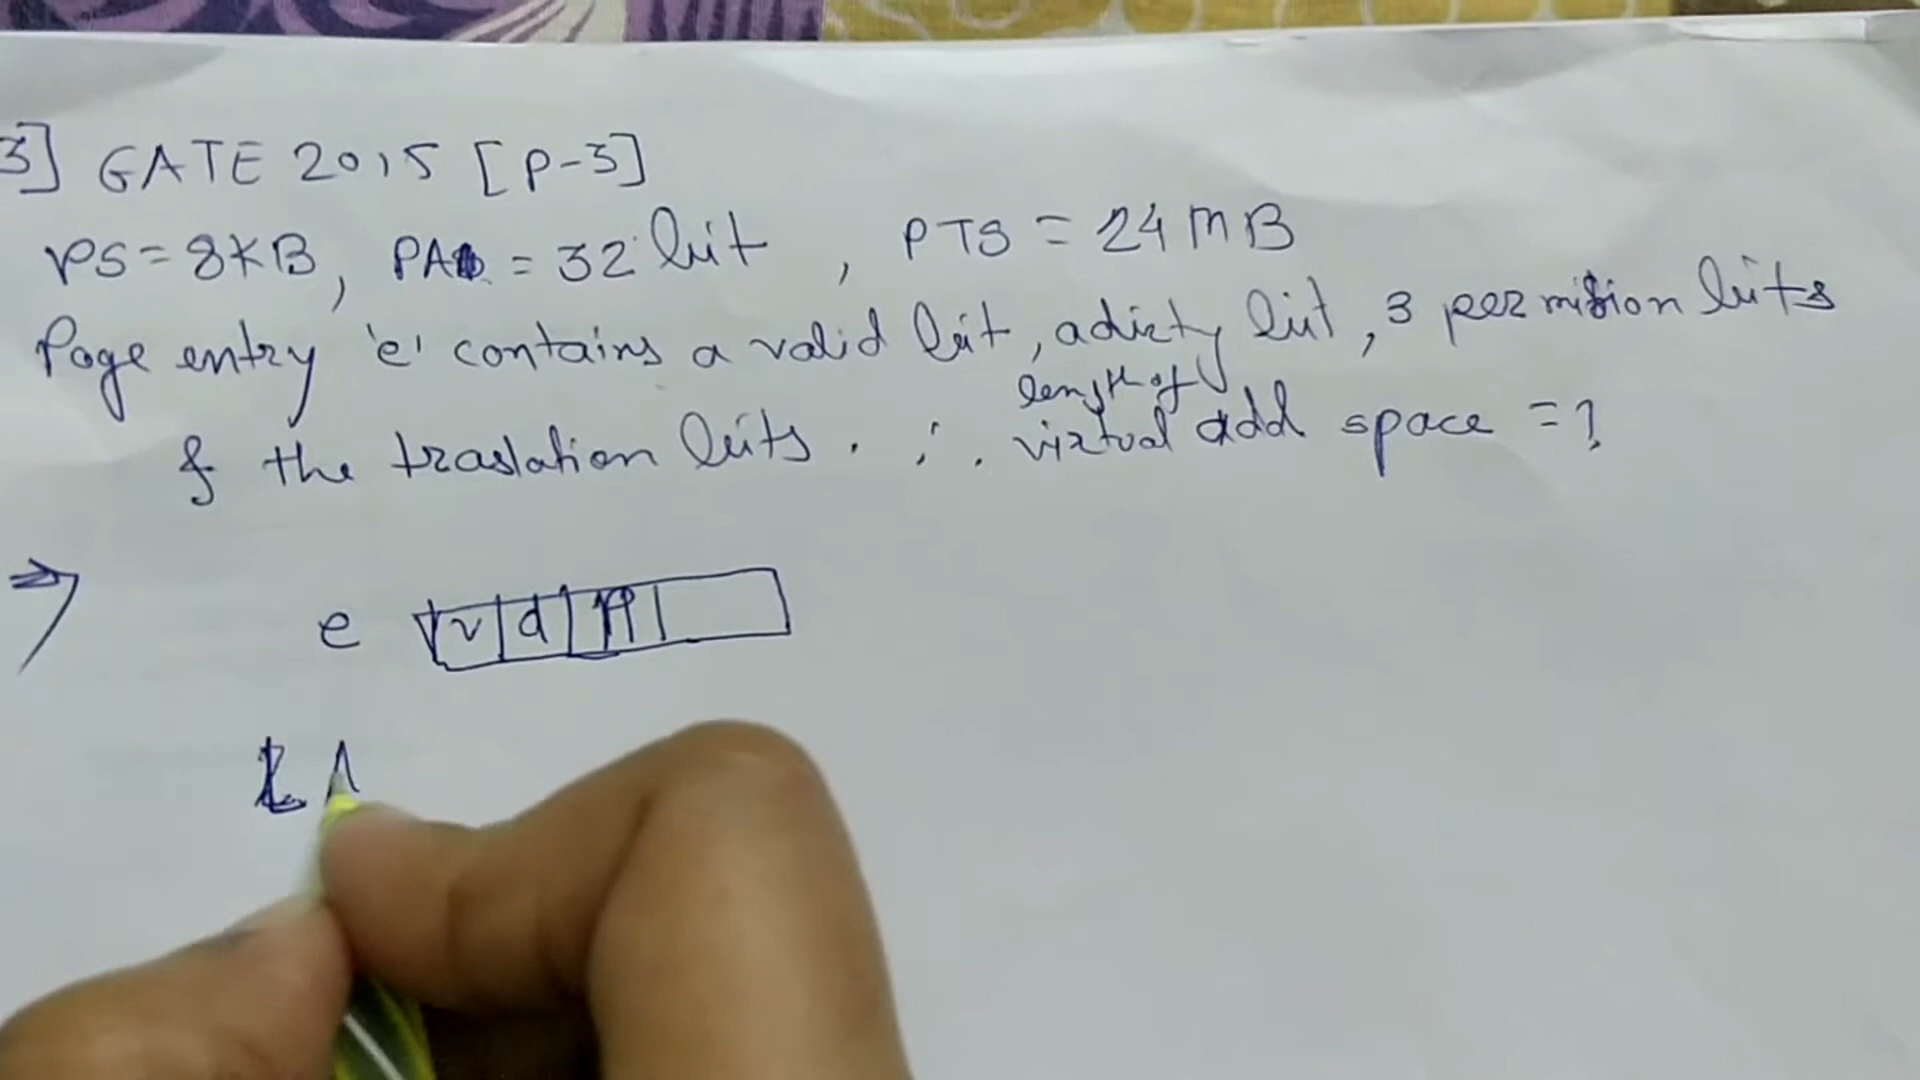 3] GATE 2015 [P-3]
PS = 8KB, PA = 32 bit, PTS = 24 MB
Page entry 'e' contains a valid bit, a dirty bit, 3 permision bits
length of
& the traslation bits. ∴ virtual add space = ?
⇒ e v d P
L A